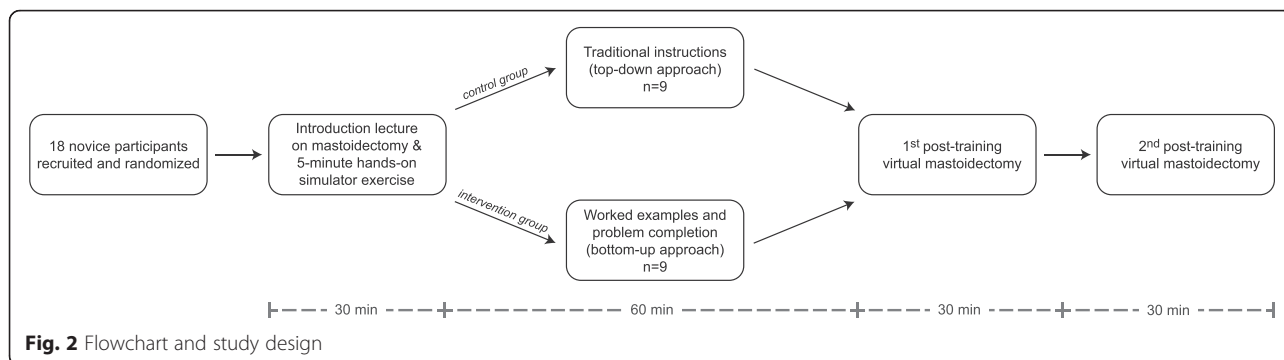 18 novice participants
recruited and randomized
Introduction lecture
on mastoidectomy &
5-minute hands-on
simulator exercise
control group
intervention group
Traditional instructions
(top-down approach)
n=9
Worked examples and
problem completion
(bottom-up approach)
n=9
1st post-training
virtual mastoidectomy
2nd post-training
virtual mastoidectomy
30 min
60 min
30 min
30 min
Fig. 2 Flowchart and study design